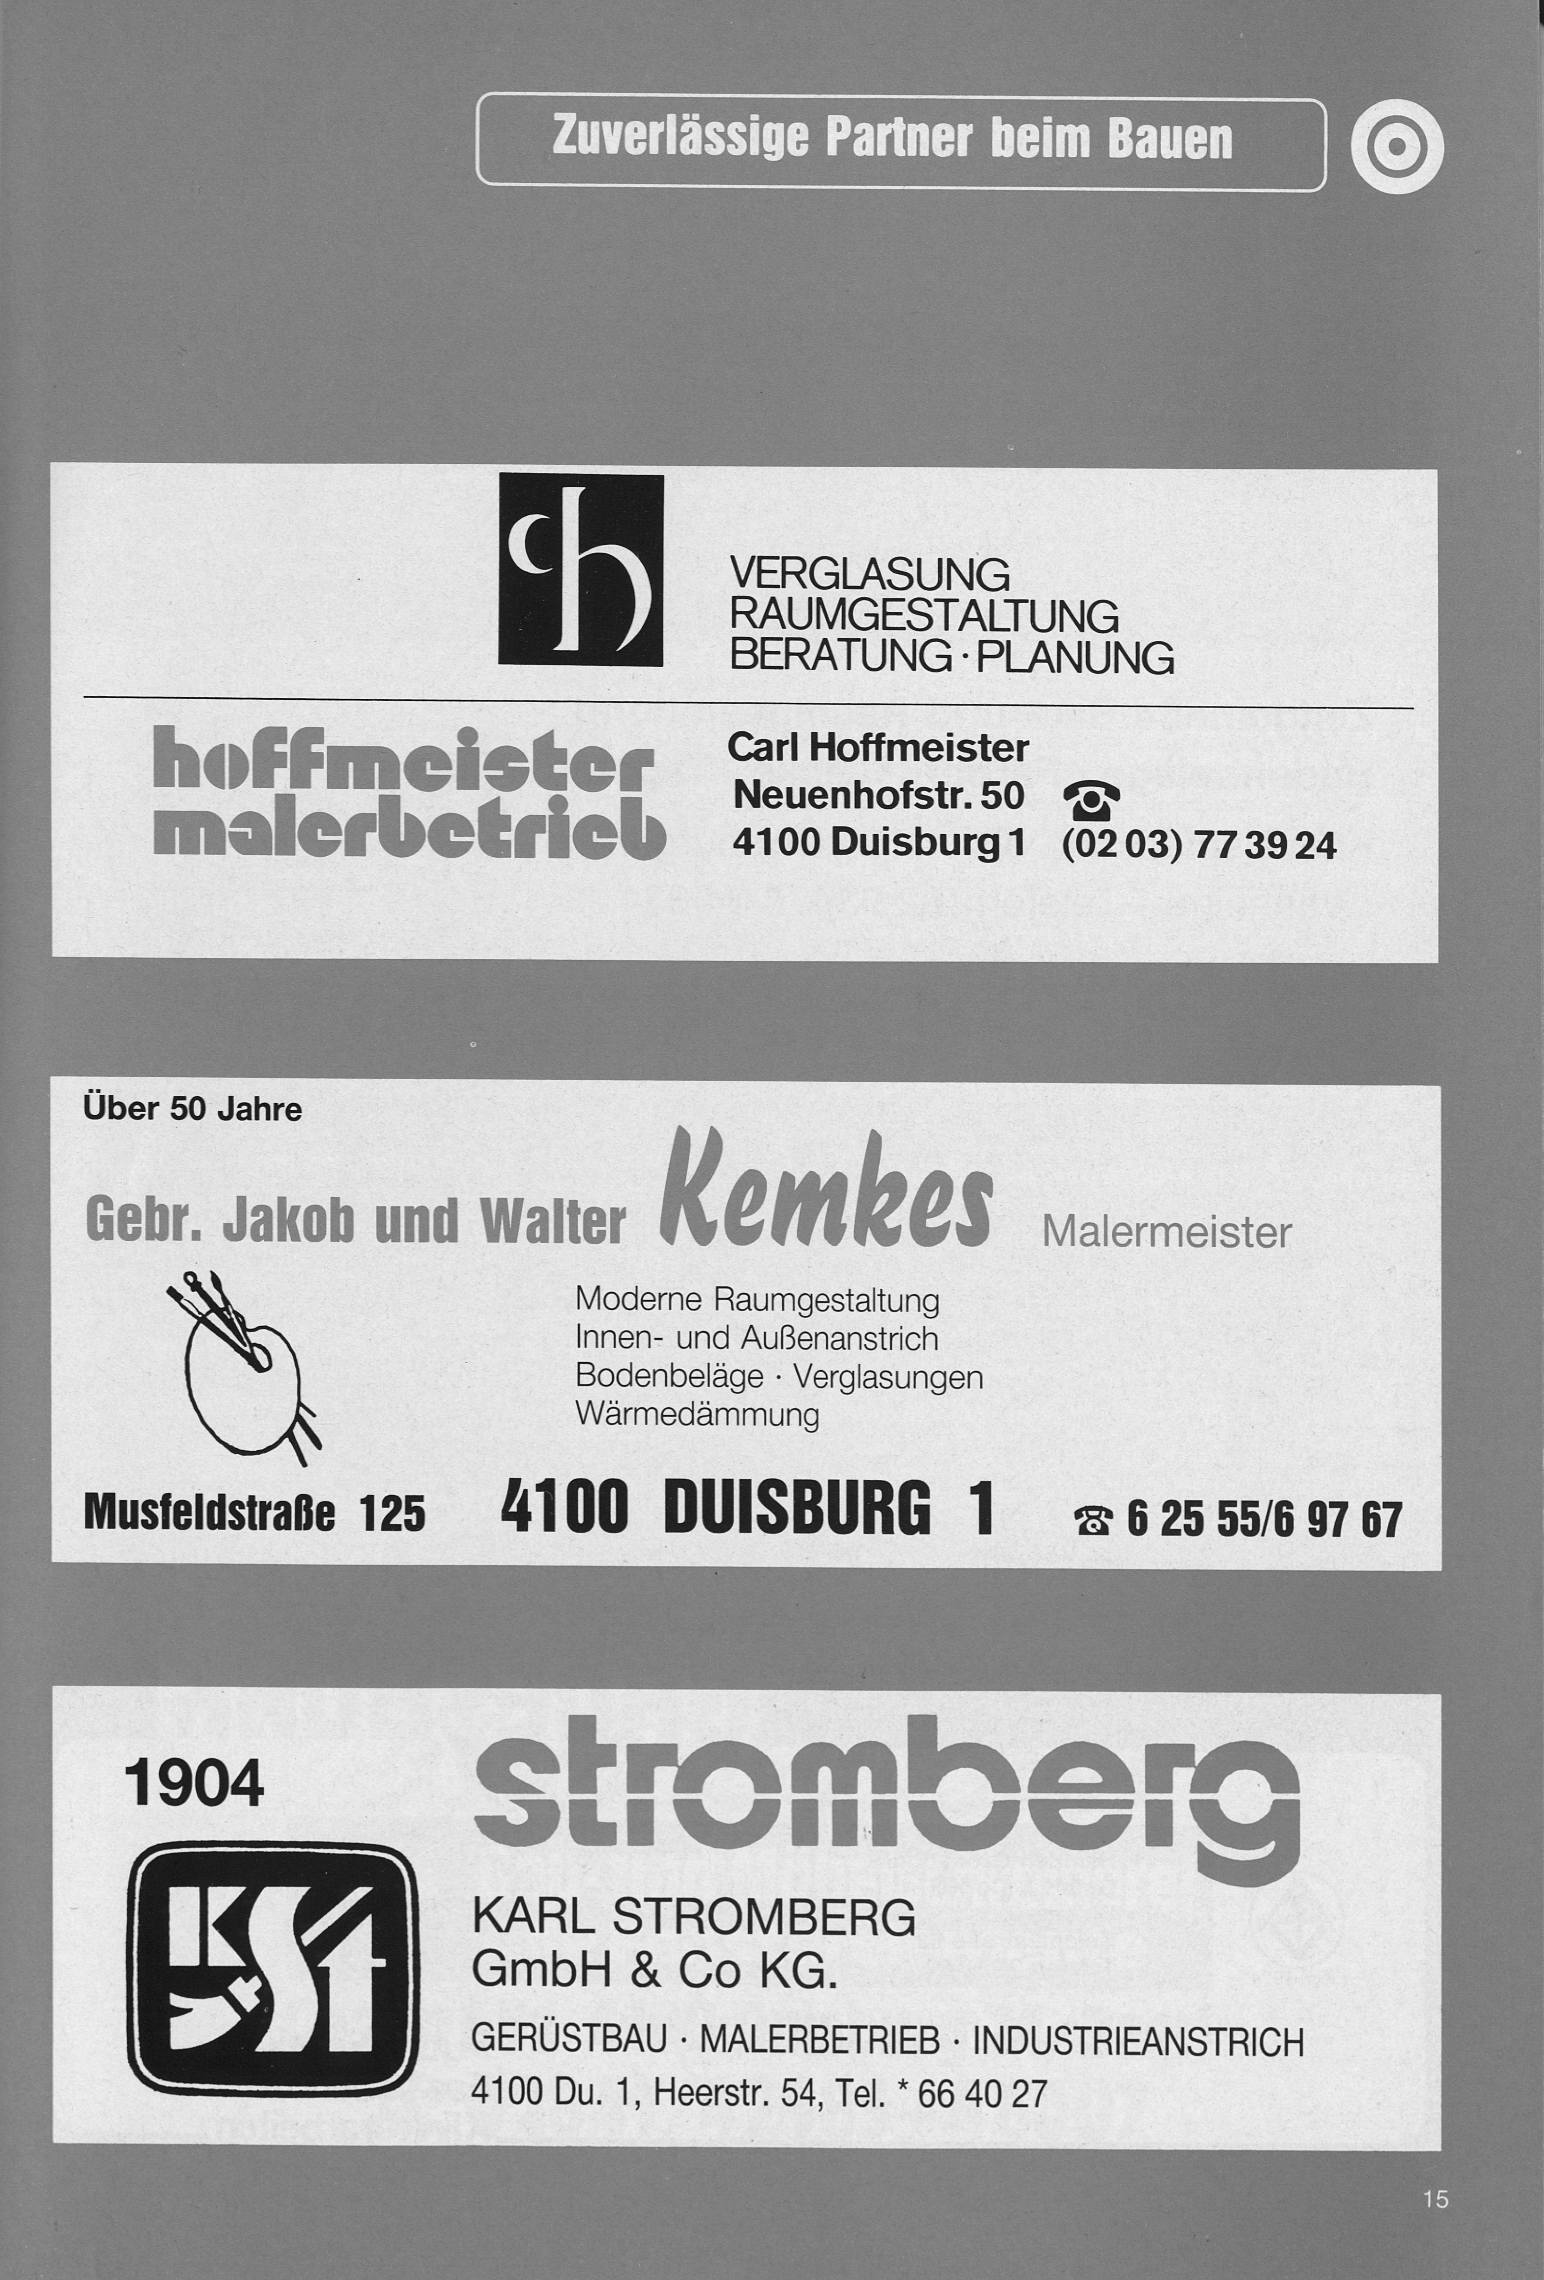 Zuverlässige Partner beim Bauen
ch
VERGLASUNG
RAUMGESTALTUNG
BERATUNG · PLANUNG
hoffmeister
malerbetrieb
Carl Hoffmeister
Neuenhofstr. 50
4100 Duisburg 1 (02 03) 77 39 24
Über 50 Jahre
Gebr. Jakob und Walter Kemkes Malermeister
Moderne Raumgestaltung
Innen- und Außenanstrich
Bodenbeläge · Verglasungen
Wärmedämmung
Musfeldstraße 125 4100 DUISBURG 1 ☎ 6 25 55/6 97 67
1904
stromberg
KSt
KARL STROMBERG
GmbH & Co KG.
GERÜSTBAU · MALERBETRIEB · INDUSTRIEANSTRICH
4100 Du. 1, Heerstr. 54, Tel. * 66 40 27
15